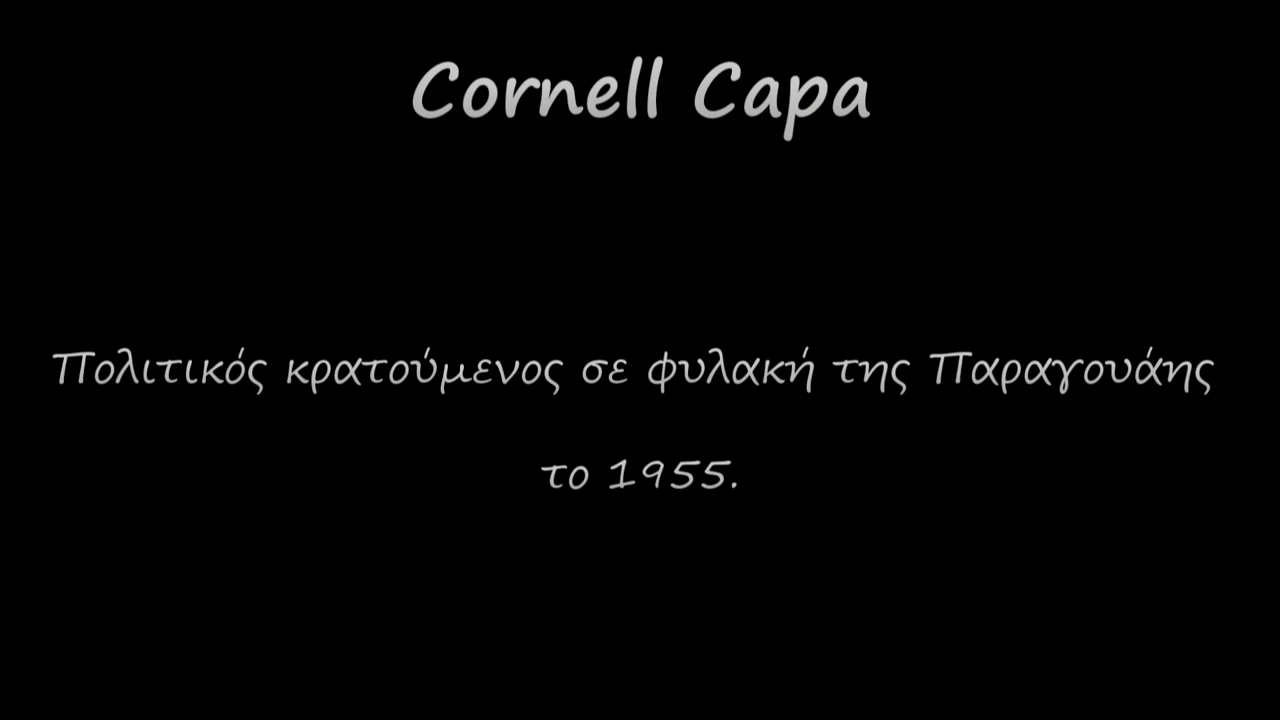 Cornell Capa
Πολιτικός κρατούμενος σε φυλακή της Παραγουάης
το 1955.